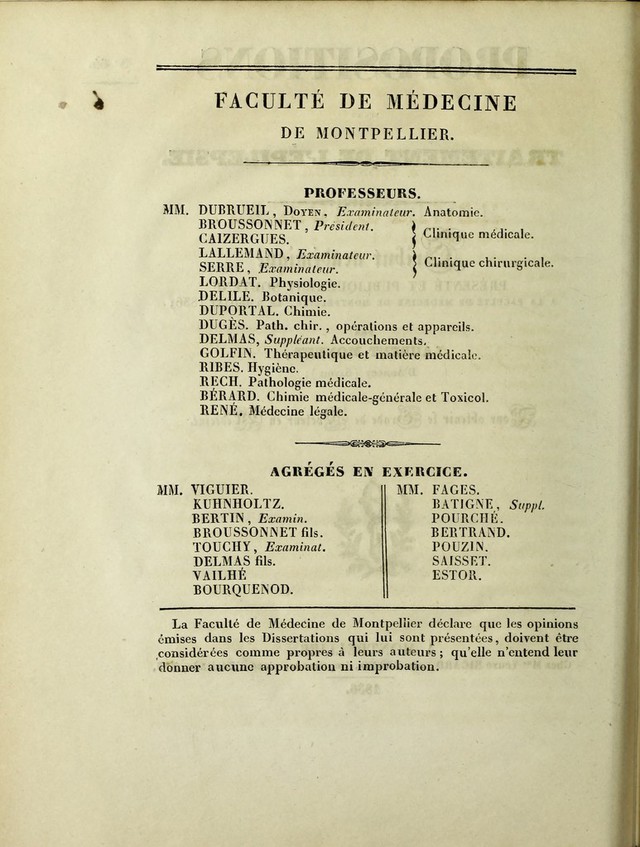 FACULTÉ DE MÉDECINE
DE MONTPELLIER.
PROFESSEURS.
MM. DUBRUEIL, DOYEN, Examinateur. Anatomie.
BROUSSONNET, Président.
CAIZERGUES.
Clinique médicale.
LALLEMAND, Examinateur.
SERRE, Examinateur.
Clinique chirurgicale.
LORDAT. Physiologie.
DELILE. Botanique.
DUPORTAL. Chimie.
DUGÈS. Path. chir., opérations et appareils.
DELMAS, Suppléant. Accouchements.
GOLFIN. Thérapeutique et matière médicale.
RIBES. Hygiène.
RECH. Pathologie médicale.
BÉRARD. Chimie médicale-générale et Toxicol.
RENÉ. Médecine légale.
AGRÉGÉS EN EXERCICE.
MM. VIGUIER.
KUHNHOLTZ.
BERTIN, Examin.
BROUSSONNET fils.
TOUCHY, Examinat.
DELMAS fils.
VAILHÉ
BOURQUENOD.
MM. FAGES.
BATIGNE, Suppl.
POURCHÉ.
BERTRAND.
POUZIN.
SAISSET.
ESTOR.
La Faculté de Médecine de Montpellier déclare que les opinions
émises dans les Dissertations qui lui sont présentées, doivent être
considérées comme propres à leurs auteurs; qu'elle n'entend leur
donner aucune approbation ni improbation.